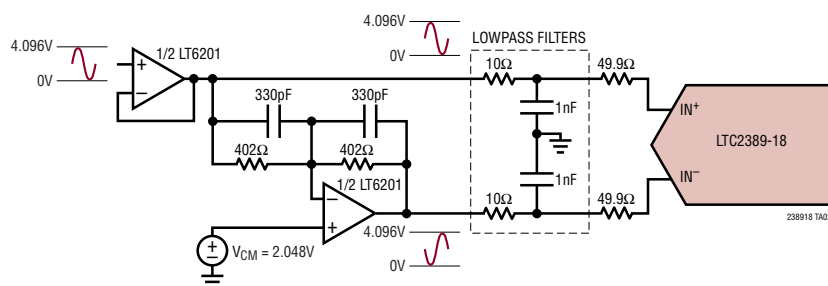 4.096V
0V
1/2 LT6201
+
−
4.096V
0V
LOWPASS FILTERS
10Ω
49.9Ω
330pF
330pF
1nF
IN+
402Ω
402Ω
LTC2389-18
1/2 LT6201
1nF
IN−
−
+
10Ω
49.9Ω
238918 TA02
4.096V
0V
+
−
VCM = 2.048V